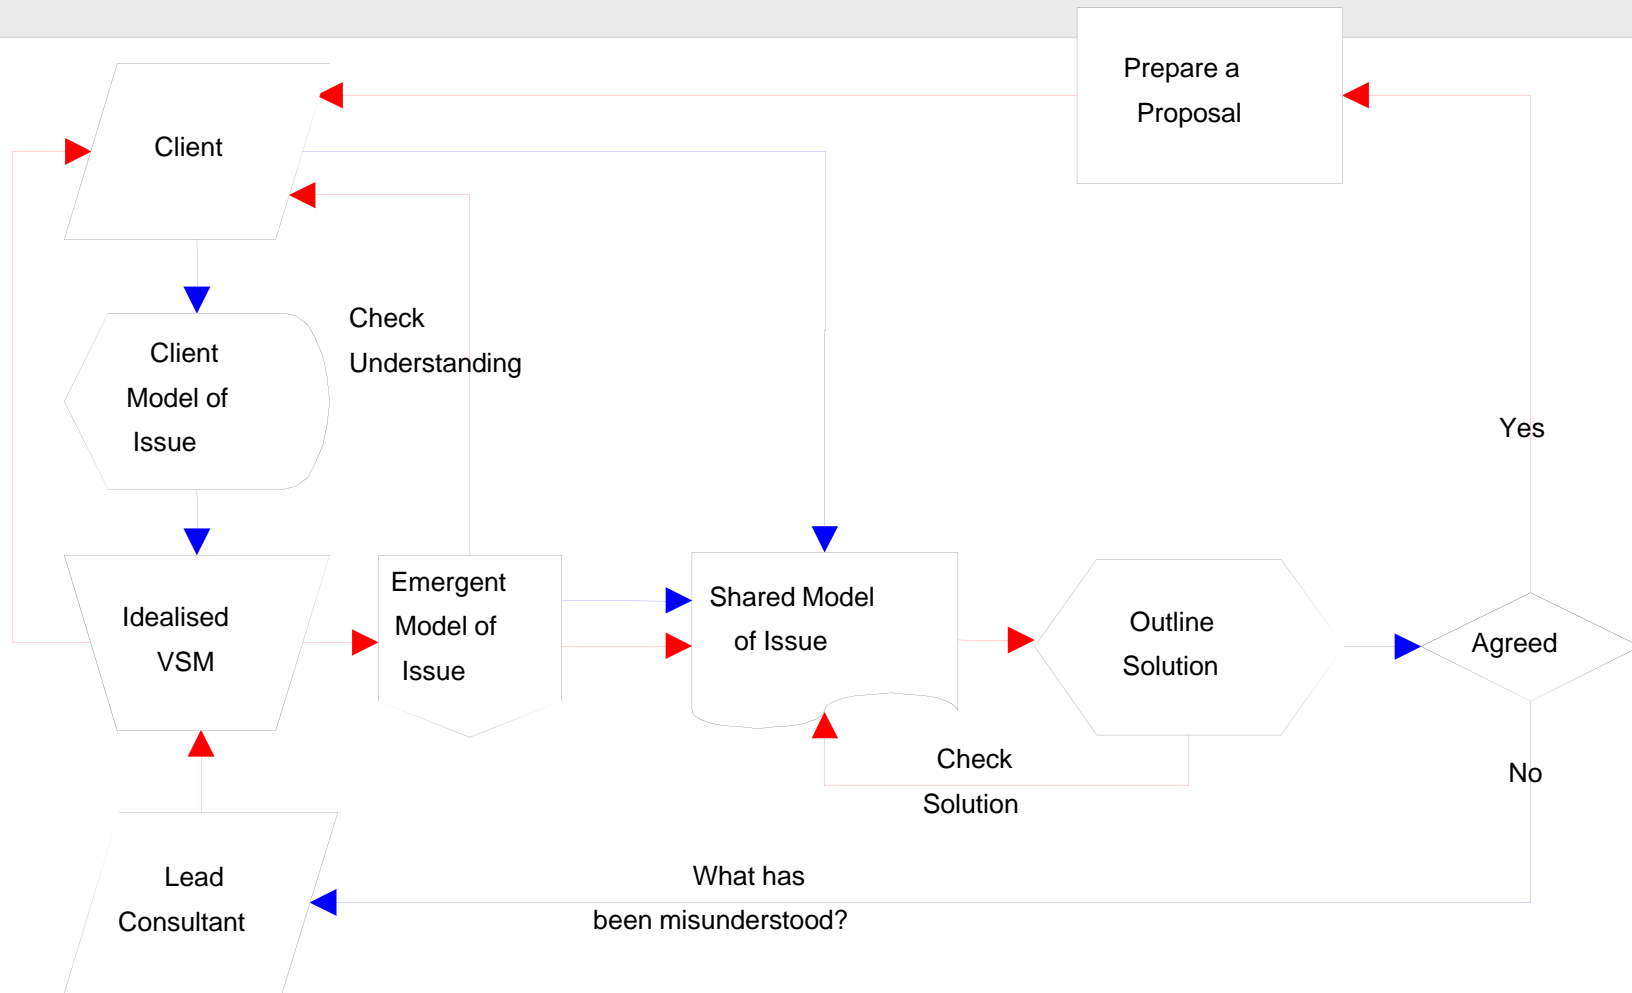 Prepare a
Proposal
Client
Check
Understanding
Client
Model of
Issue
Yes
Idealised
VSM
Emergent
Model of
Issue
Shared Model
of Issue
Outline
Solution
Agreed
Check
Solution
No
Lead
Consultant
What has
been misunderstood?